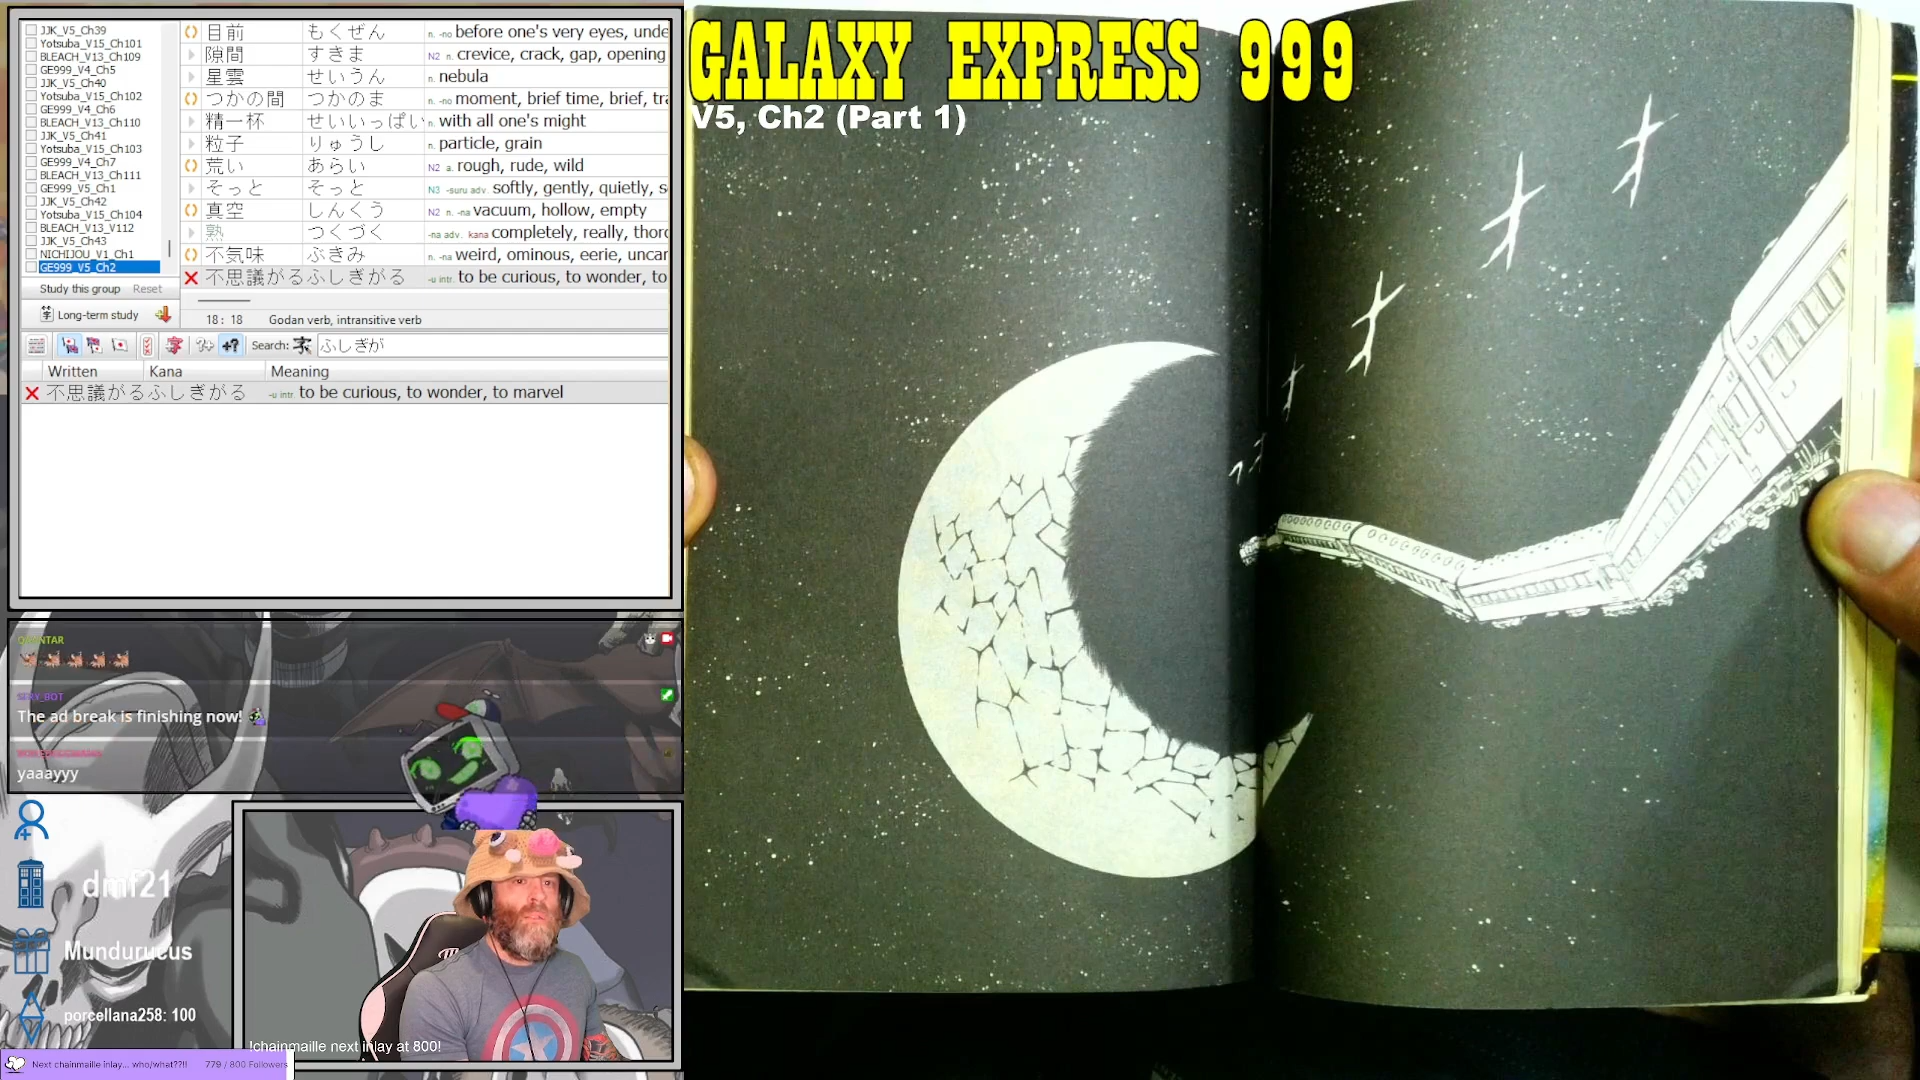 JJK_V5_Ch39
Yotsuba_V15_Ch101
BLEACH_V13_Ch109
GE999_V4_Ch5
JJK_V5_Ch40
Yotsuba_V15_Ch102
GE999_V4_Ch6
BLEACH_V13_Ch110
JJK_V5_Ch41
Yotsuba_V15_Ch103
GE999_V4_Ch7
BLEACH_V13_Ch111
GE999_V5_Ch1
JJK_V5_Ch42
Yotsuba_V15_Ch104
BLEACH_V13_V112
JJK_V5_Ch43
NICHIJOU_V1_Ch1
GE999_V5_Ch2
Study this group Reset
Long-term study
目前 もくぜん n. -no before one's very eyes, unde
隙間 すきま N2 n. crevice, crack, gap, opening
星雲 せいうん n. nebula
つかの間 つかのま n. -no moment, brief time, brief, tra
精一杯 せいいっぱい n. with all one's might
粒子 りゅうし n. particle, grain
荒い あらい N2 a. rough, rude, wild
そっと そっと N3 -suru adv. softly, gently, quietly, s
真空 しんくう N2 n. -na vacuum, hollow, empty
熟 つくづく -na adv. kana completely, really, thoro
不気味 ぶきみ n. -na weird, ominous, eerie, uncan
不思議がる ふしぎがる -u intr. to be curious, to wonder, to
18: 18 Godan verb, intransitive verb
Search: ふしぎが
Written Kana Meaning
不思議がる ふしぎがる -u intr. to be curious, to wonder, to marvel
The ad break is finishing now!
yaaayyy
dmf21
Mundurucus
porcellana258: 100
!chainmaille next inlay at 800!
Next chainmaille inlay... who/what??!! 779 / 800 Followers
GALAXY EXPRESS 999
V5, Ch2 (Part 1)